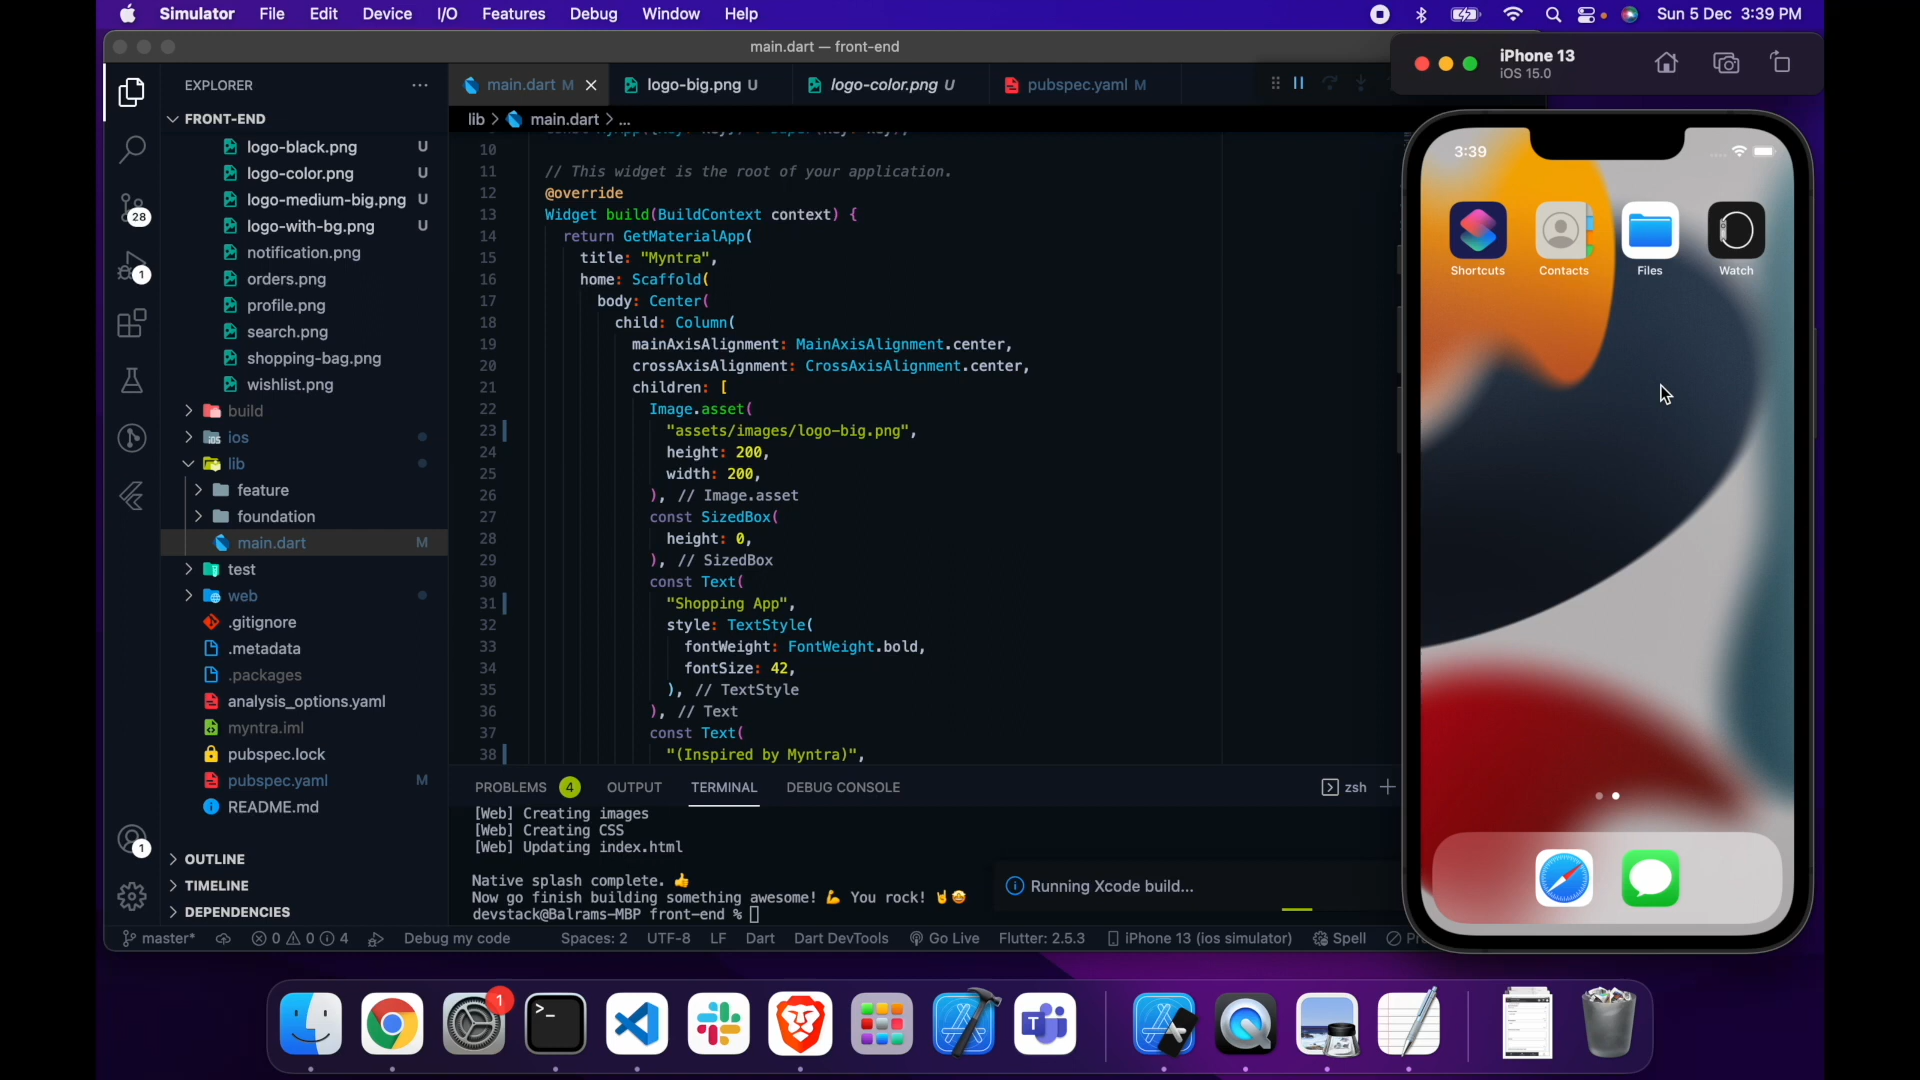 Simulator File Edit Device I/O Features Debug Window Help
Sun 5 Dec 3:39 PM
main.dart — front-end
iPhone 13
iOS 15.0
EXPLORER
main.dart M
logo-big.png U
logo-color.png U
pubspec.yaml M
FRONT-END
lib > main.dart > ...
logo-black.png U
logo-color.png U
logo-medium-big.png U
logo-with-bg.png U
notification.png
orders.png
profile.png
search.png
shopping-bag.png
wishlist.png
build
ios
lib
feature
foundation
main.dart M
test
web
.gitignore
.metadata
.packages
analysis_options.yaml
myntra.iml
pubspec.lock
pubspec.yaml M
README.md
OUTLINE
TIMELINE
DEPENDENCIES
28
1
1
10
11 // This widget is the root of your application.
12 @override
13 Widget build(BuildContext context) {
14 return GetMaterialApp(
15 title: "Myntra",
16 home: Scaffold(
17 body: Center(
18 child: Column(
19 mainAxisAlignment: MainAxisAlignment.center,
20 crossAxisAlignment: CrossAxisAlignment.center,
21 children: [
22 Image.asset(
23 "assets/images/logo-big.png",
24 height: 200,
25 width: 200,
26 ), // Image.asset
27 const SizedBox(
28 height: 0,
29 ), // SizedBox
30 const Text(
31 "Shopping App",
32 style: TextStyle(
33 fontWeight: FontWeight.bold,
34 fontSize: 42,
35 ), // TextStyle
36 ), // Text
37 const Text(
38 "(Inspired by Myntra)",
PROBLEMS 4 OUTPUT TERMINAL DEBUG CONSOLE
zsh
[Web] Creating images
[Web] Creating CSS
[Web] Updating index.html
Native splash complete. 👍
Now go finish building something awesome! 💪 You rock! 🤘🤩
devstack@Balrams-MBP front-end %
Running Xcode build...
master* 0 0 4 Debug my code Spaces: 2 UTF-8 LF Dart Dart DevTools Go Live Flutter: 2.5.3 iPhone 13 (ios simulator) Spell
3:39
Shortcuts
Contacts
Files
Watch
1